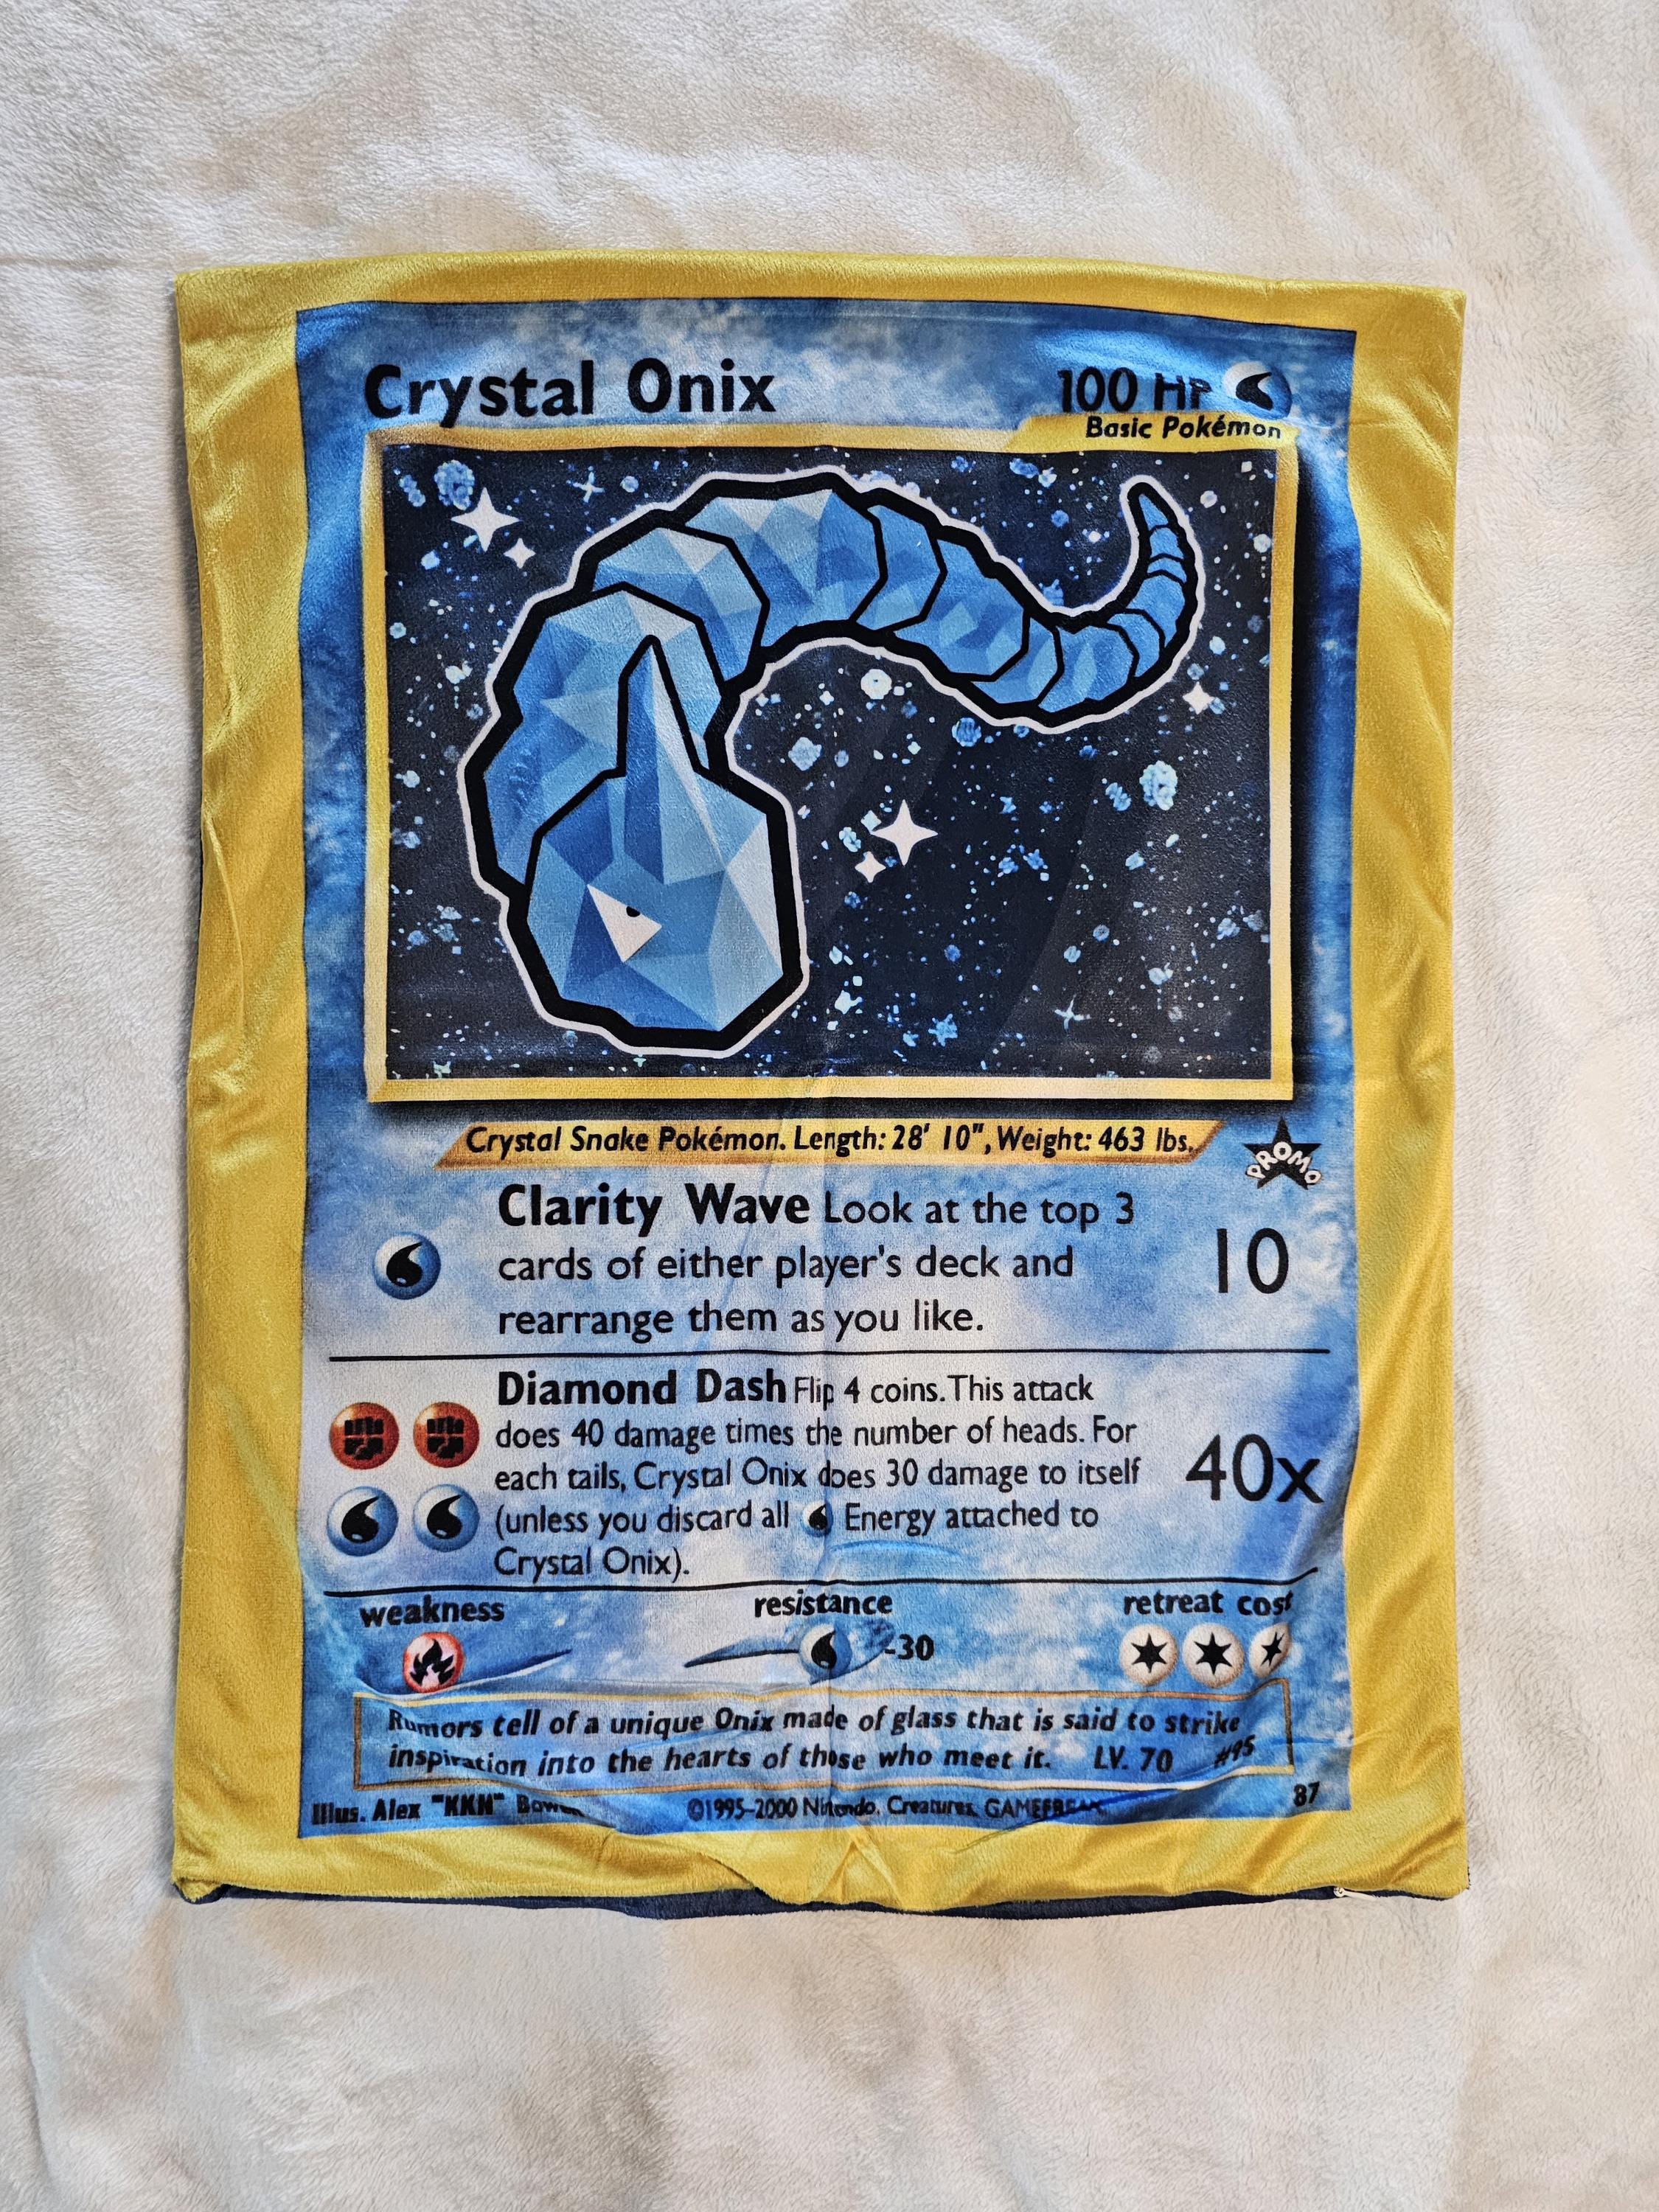 Crystal Onix 100 HP
Basic Pokémon
Crystal Snake Pokémon. Length: 28' 10", Weight: 463 lbs.
PROMO
Clarity Wave Look at the top 3
cards of either player's deck and
rearrange them as you like.
10
Diamond Dash Flip 4 coins. This attack
does 40 damage times the number of heads. For
each tails, Crystal Onix does 30 damage to itself
(unless you discard all Energy attached to
Crystal Onix).
40x
weakness resistance retreat cost
-30
Rumors tell of a unique Onix made of glass that is said to strike
inspiration into the hearts of those who meet it. LV. 70 #95
Illus. Alex "KKN" ©1995-2000 Nintendo, Creatures, GAMEFREAK 87